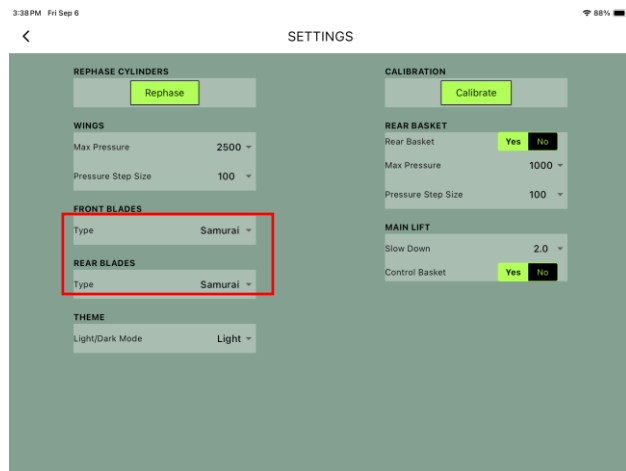 3:38 PM Fri Sep 6
88%
SETTINGS
REPHASE CYLINDERS
Rephase
WINGS
Max Pressure 2500
Pressure Step Size 100
FRONT BLADES
Type Samurai
REAR BLADES
Type Samurai
THEME
Light/Dark Mode Light
CALIBRATION
Calibrate
REAR BASKET
Rear Basket Yes No
Max Pressure 1000
Pressure Step Size 100
MAIN LIFT
Slow Down 2.0
Control Basket Yes No